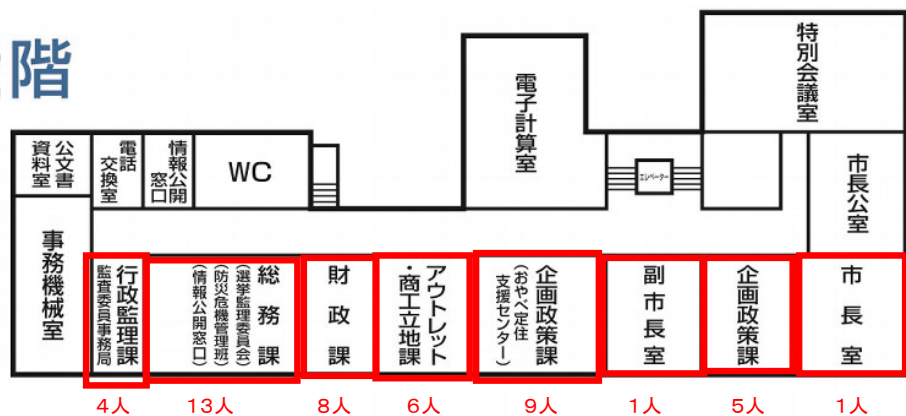 階
特別会議室
電子計算室
公文書
資料室
電話
交換室
情報公開
窓口
WC
エレベーター
市長公室
事務機械室
行政監理課
監査委員事務局
総務課
(選挙監理委員会)
(防災危機管理班)
(情報公開窓口)
財政課
アウトレット
・商工立地課
企画政策課
(おやべ定住
支援センター)
副市長室
企画政策課
市長室
4人
13人
8人
6人
9人
1人
5人
1人